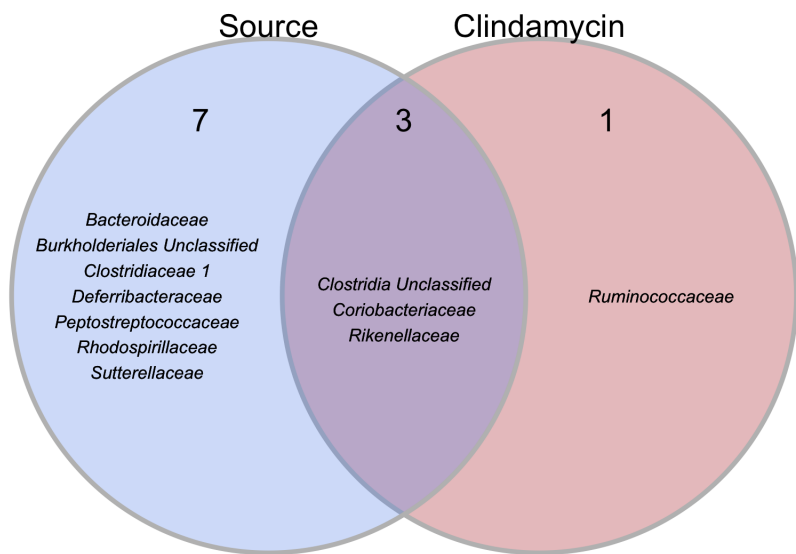 Source
Clindamycin
7
3
1
Bacteroidaceae
Burkholderiales Unclassified
Clostridiaceae 1
Deferribacteraceae
Peptostreptococcaceae
Rhodospirillaceae
Sutterellaceae
Clostridia Unclassified
Coriobacteriaceae
Rikenellaceae
Ruminococcaceae